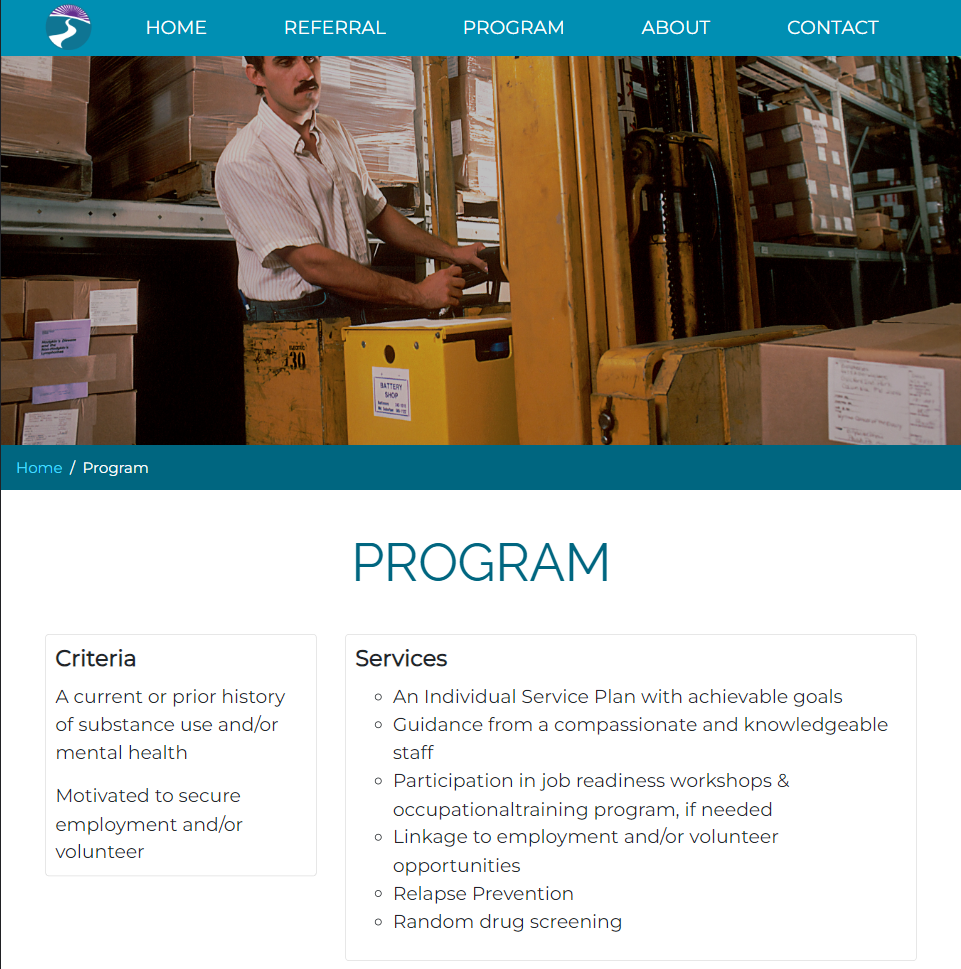 HOME REFERRAL PROGRAM ABOUT CONTACT
30
BATTERY
SHOP
Home / Program
PROGRAM
Criteria
A current or prior history
of substance use and/or
mental health
Motivated to secure
employment and/or
volunteer
Services
An Individual Service Plan with achievable goals
Guidance from a compassionate and knowledgeable
staff
Participation in job readiness workshops &
occupationaltraining program, if needed
Linkage to employment and/or volunteer
opportunities
Relapse Prevention
Random drug screening